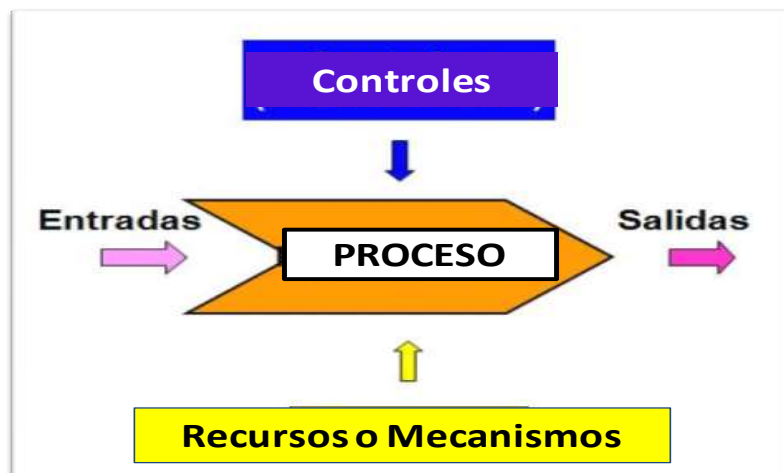 Controles
Entradas
Salidas
PROCESO
Recursos o Mecanismos